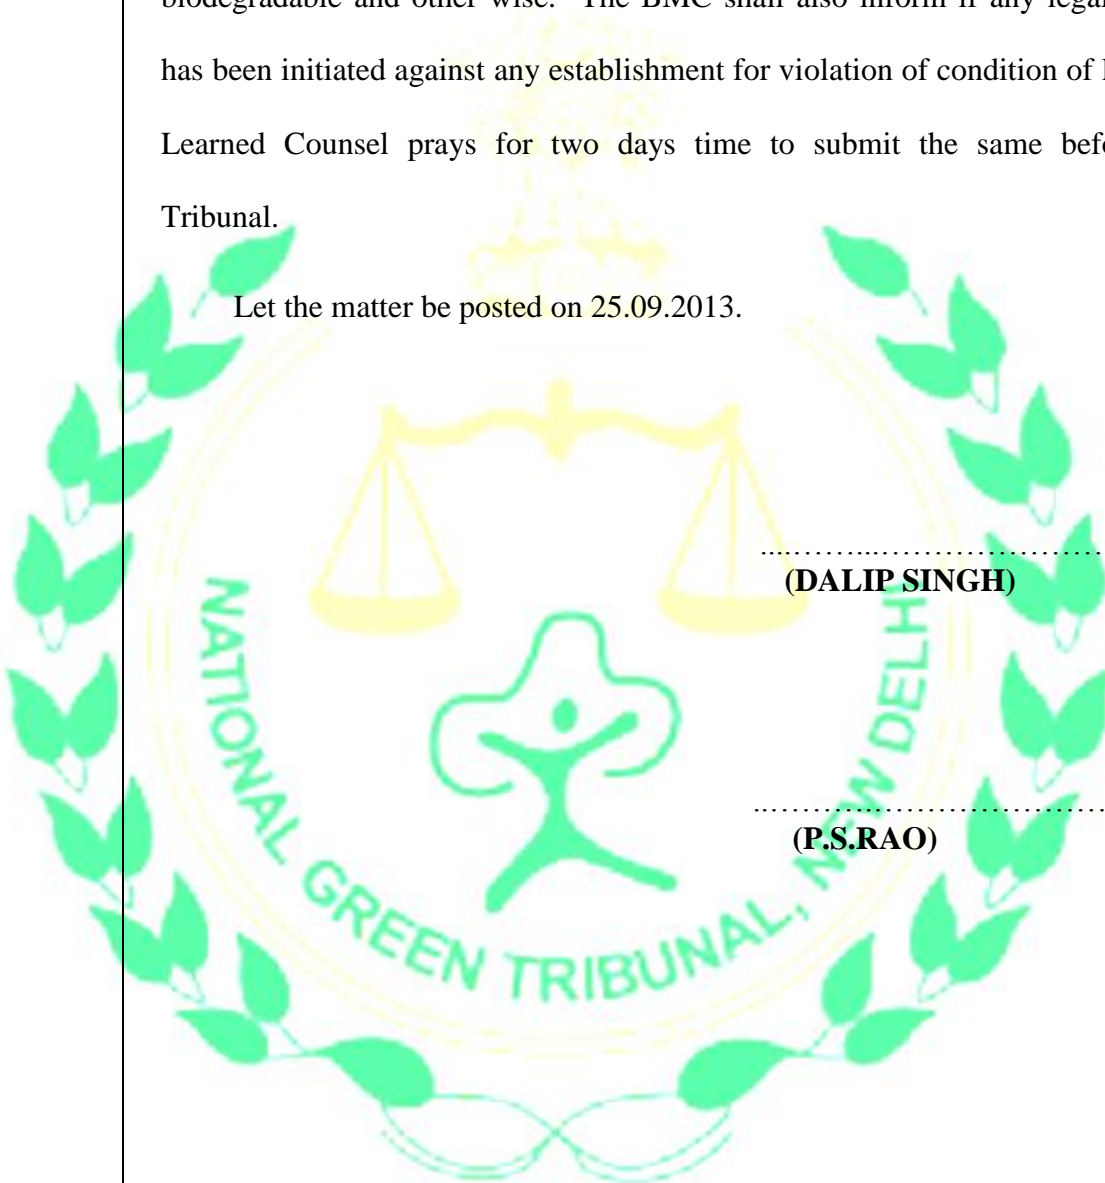 biodegradable and other wise. The BMC shall also inform if any legal
has been initiated against any establishment for violation of condition of
Learned Counsel prays for two days time to submit the same
Tribunal.
Let the matter be posted on 25.09.2013.
....……...……………………
(DALIP SINGH)
..………..……………………
(P.S.RAO)
NATIONAL GREEN TRIBUNAL, NEW DELHI